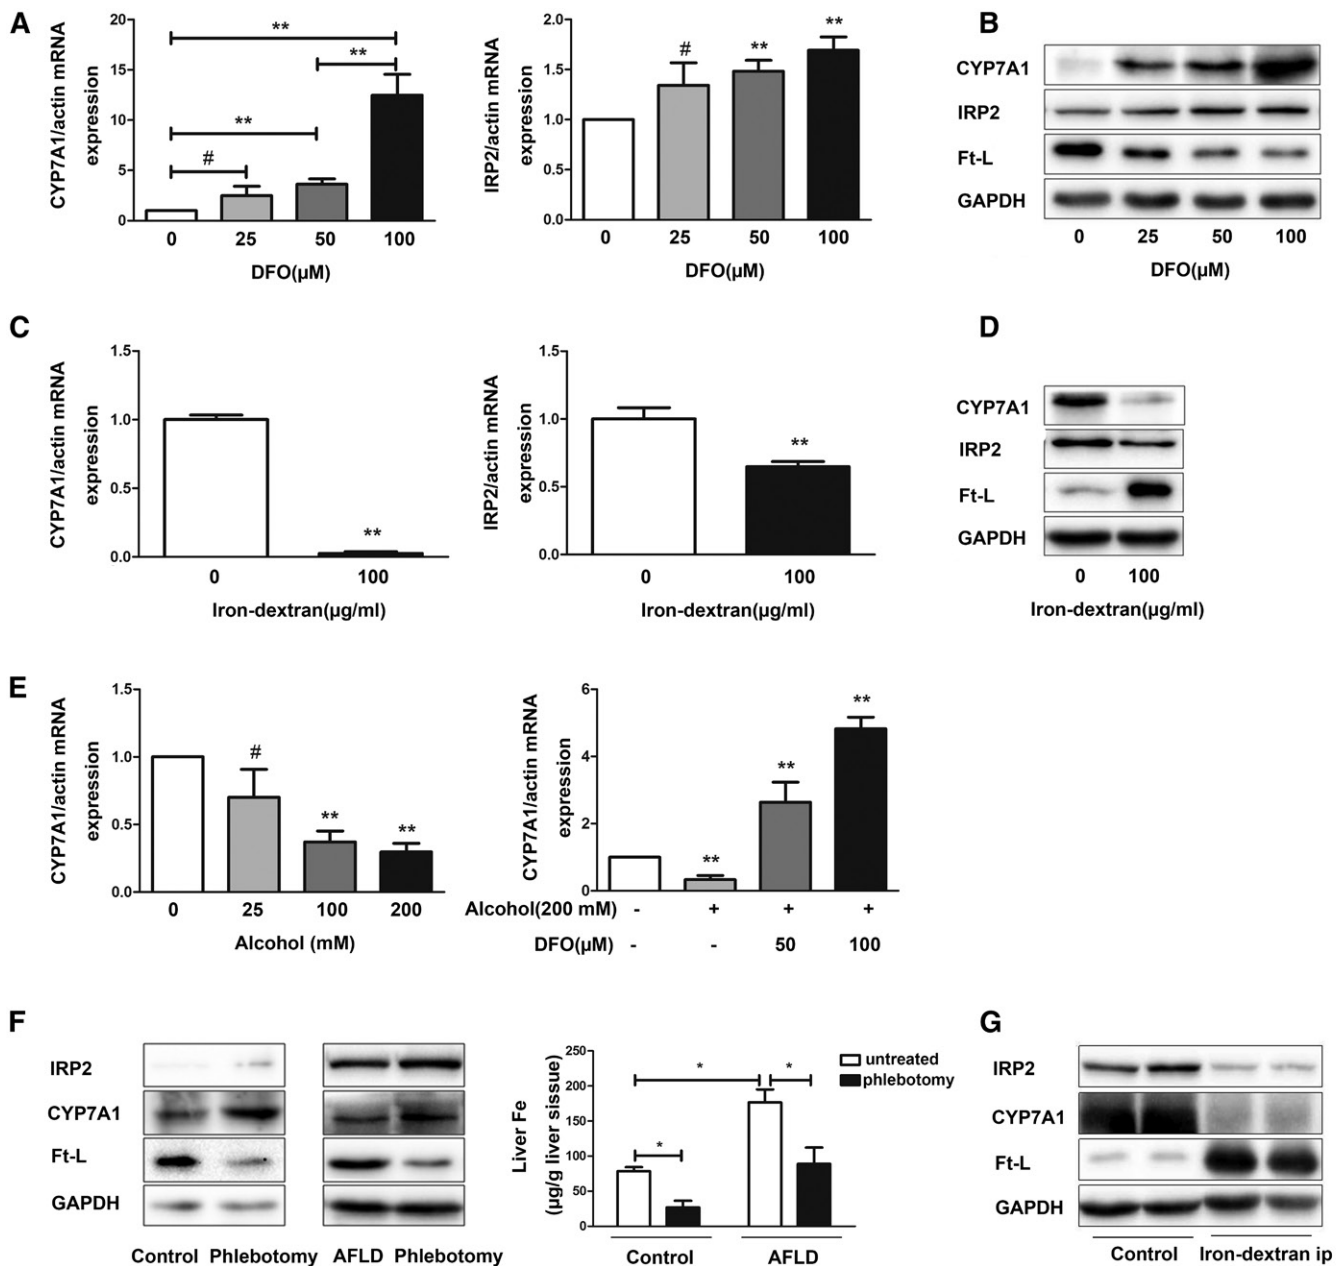 A
CYP7A1/actin mRNA
expression
20
15
10
5
0
**
**
**
#
0 25 50 100
DFO(µM)
IRP2/actin mRNA
expression
2.0
1.5
1.0
0.5
0.0
# ** **
0 25 50 100
DFO(µM)
B
CYP7A1
IRP2
Ft-L
GAPDH
0 25 50 100
DFO(µM)
C
CYP7A1/actin mRNA
expression
1.5
1.0
0.5
0.0
**
0 100
Iron-dextran(µg/ml)
IRP2/actin mRNA
expression
1.5
1.0
0.5
0.0
**
0 100
Iron-dextran(µg/ml)
D
CYP7A1
IRP2
Ft-L
GAPDH
0 100
Iron-dextran(µg/ml)
E
CYP7A1/actin mRNA
expression
1.5
1.0
0.5
0.0
# ** **
0 25 100 200
Alcohol (mM)
CYP7A1/actin mRNA
expression
6
4
2
0
** ** **
Alcohol(200 mM) - + + +
DFO(µM) - - 50 100
F
IRP2
CYP7A1
Ft-L
GAPDH
Control Phlebotomy AFLD Phlebotomy
Liver Fe
(µg/g liver sissue)
250
200
150
100
50
0
* * *
untreated
phlebotomy
Control AFLD
G
IRP2
CYP7A1
Ft-L
GAPDH
Control Iron-dextran ip